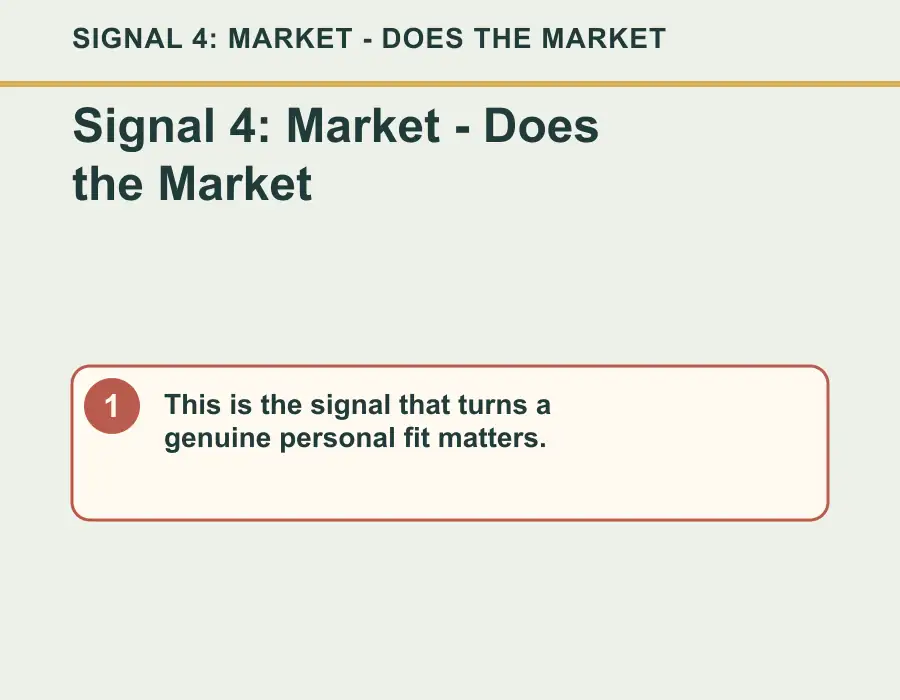 SIGNAL 4: MARKET - DOES THE MARKET
Signal 4: Market - Does
the Market
1
This is the signal that turns a
genuine personal fit matters.